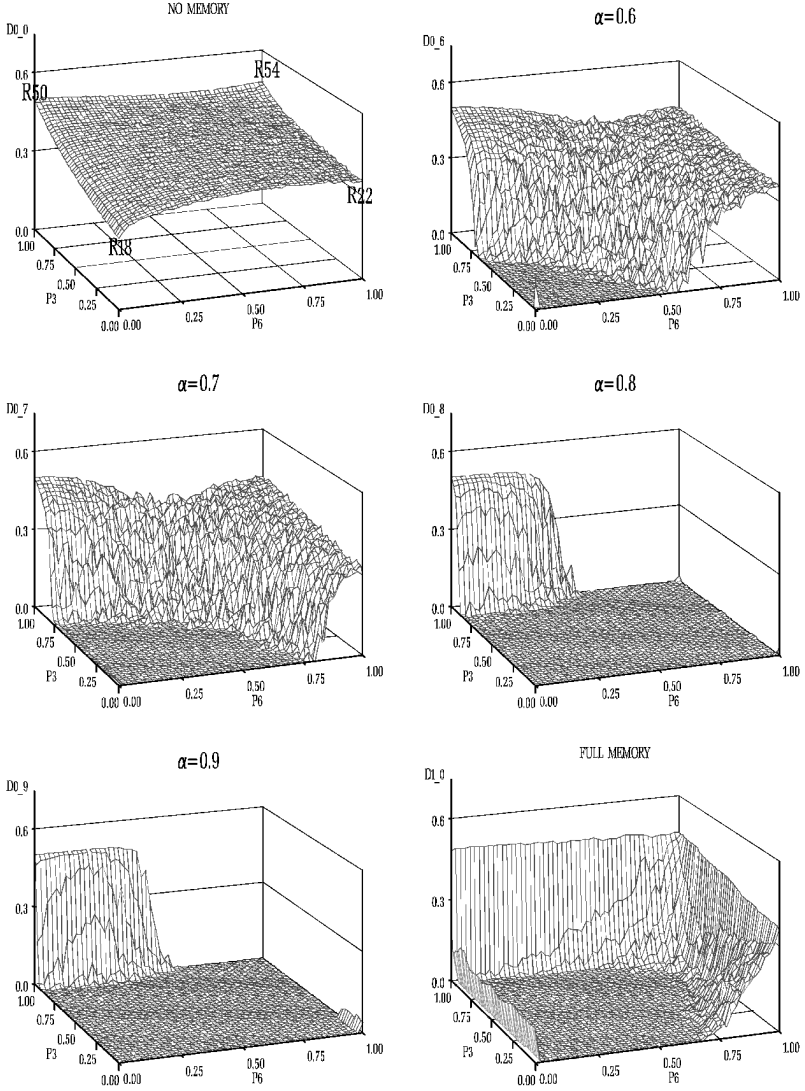 NO MEMORY
D0_0
0.6
R50
R54
0.3
R22
0.0
1.00
R18
0.75
0.50
P3
0.25
0.00
0.00
0.25
0.50
P6
0.75
1.00
α=0.6
D0_6
0.6
0.3
0.0
1.00
0.75
0.50
P3
0.25
0.00
0.00
0.25
0.50
P6
0.75
1.00
α=0.7
D0_7
0.6
0.3
0.0
1.00
0.75
0.50
P3
0.25
0.00
0.00
0.25
0.50
P6
0.75
1.00
α=0.8
D0_8
0.6
0.3
0.0
1.00
0.75
0.50
P3
0.25
0.00
0.00
0.25
0.50
P6
0.75
1.00
α=0.9
D0_9
0.6
0.3
0.0
1.00
0.75
0.50
P3
0.25
0.00
0.00
0.25
0.50
P6
0.75
1.00
FULL MEMORY
D1_0
0.6
0.3
0.0
1.00
0.75
0.50
P3
0.25
0.00
0.00
0.25
0.50
P6
0.75
1.00